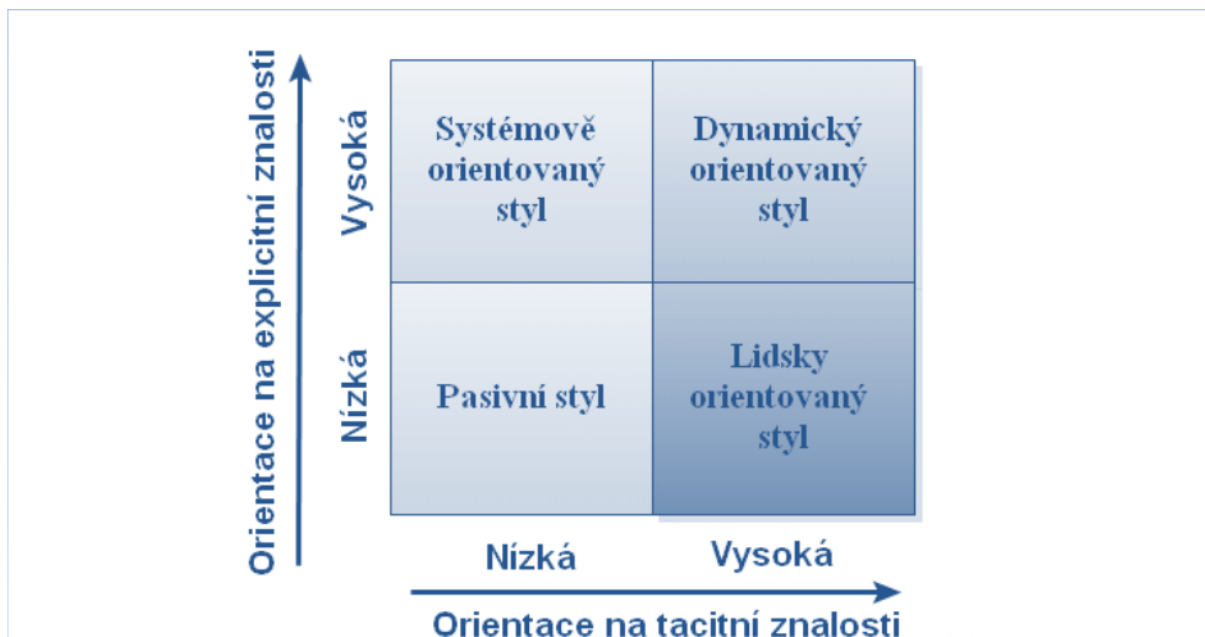 Orientace na explicitní znalosti
Vysoká
Systémově
orientovaný
styl
Dynamický
orientovaný
styl
Nízká
Pasivní styl
Lidsky
orientovaný
styl
Nízká
Vysoká
Orientace na tacitní znalosti